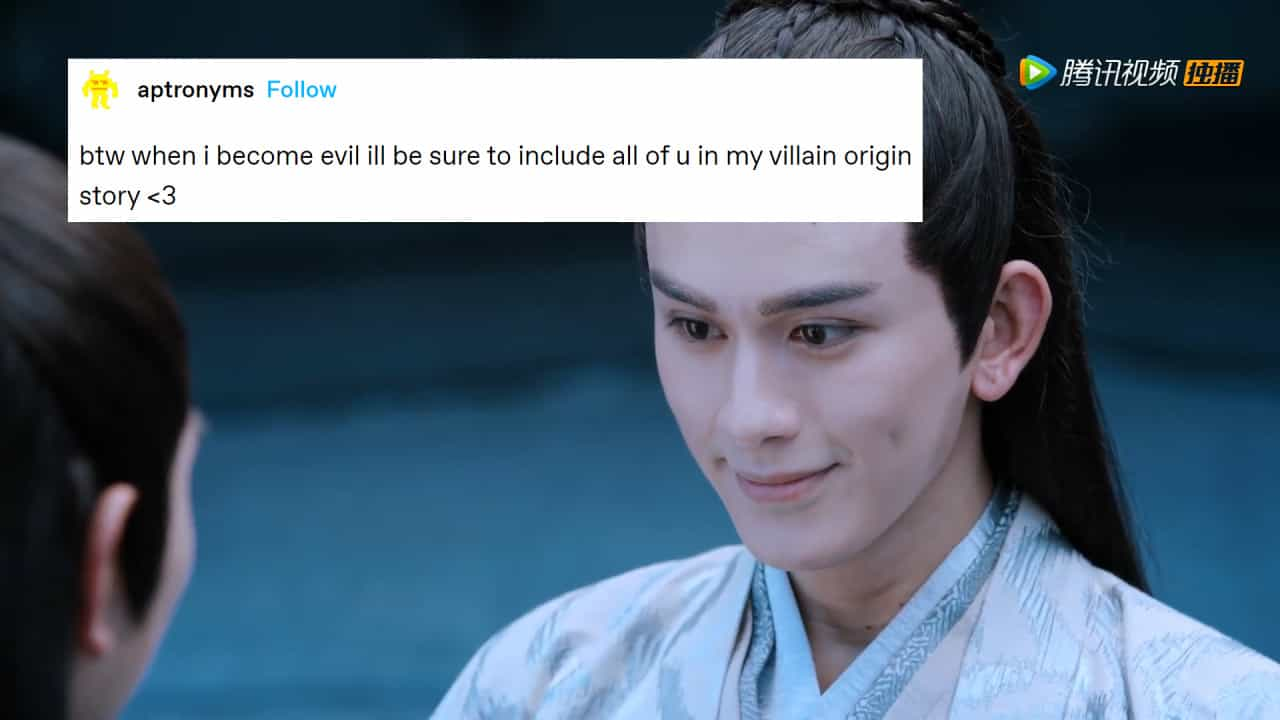 aptronyms Follow
腾讯视频 独播
btw when i become evil ill be sure to include all of u in my villain origin
story <3